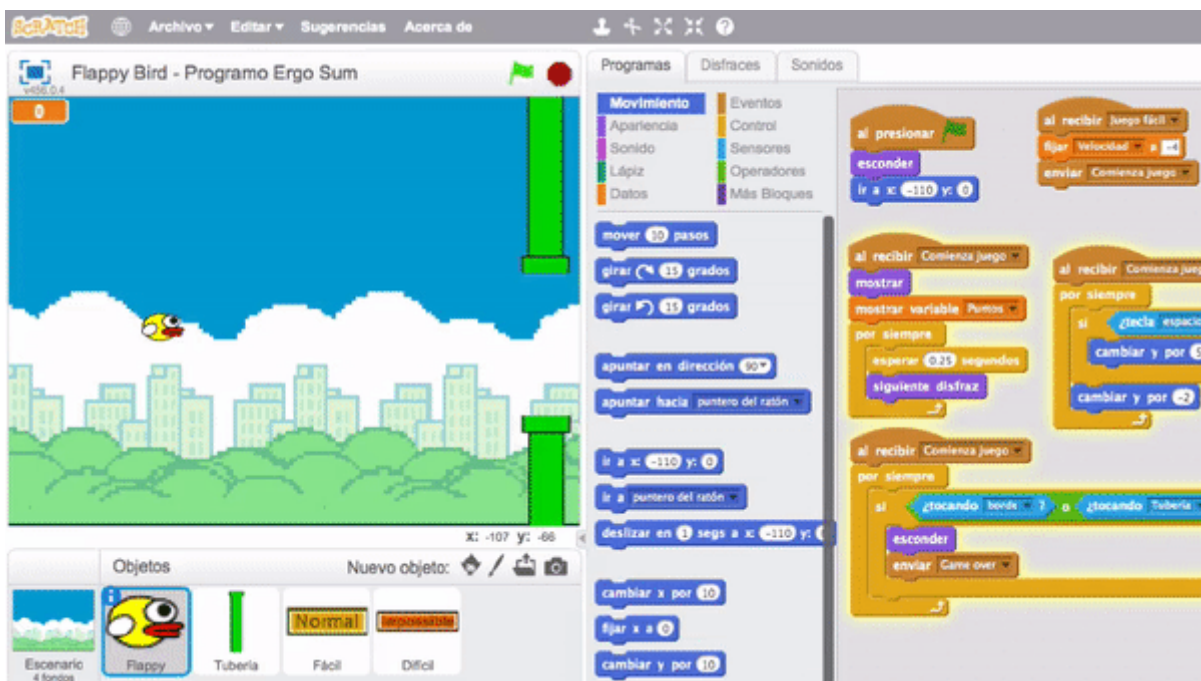 SCRATCH
Archivo Editar Sugerencias Acerca de
Flappy Bird - Programo Ergo Sum
v456.0.4
0
X: -107 y: -66
Objetos
Nuevo objeto:
Escenario
4 fondos
Flappy
Tubería
Normal
Fácil
Impossible
Difícil
Programas Disfraces Sonidos
Movimiento
Apariencia
Sonido
Lápiz
Datos
Eventos
Control
Sensores
Operadores
Más Bloques
mover 10 pasos
girar 15 grados
girar 15 grados
apuntar en dirección 90
apuntar hacia puntero del ratón
ir a x: -110 y: 0
ir a puntero del ratón
deslizar en 1 segs a x: -110 y:
cambiar x por 10
fijar x a 0
cambiar y por 10
al presionar
esconder
ir a x: -110 y: 0
al recibir Juego fácil
fijar Velocidad a -4
enviar Comienza juego
al recibir Comienza juego
mostrar
mostrar variable Puntos
por siempre
esperar 0.25 segundos
siguiente disfraz
al recibir Comienza
por siempre
si ¿tecla espacio
cambiar y por
cambiar y por -2
al recibir Comienza juego
por siempre
si ¿tocando borde ? o ¿tocando Tubería
esconder
enviar Game over